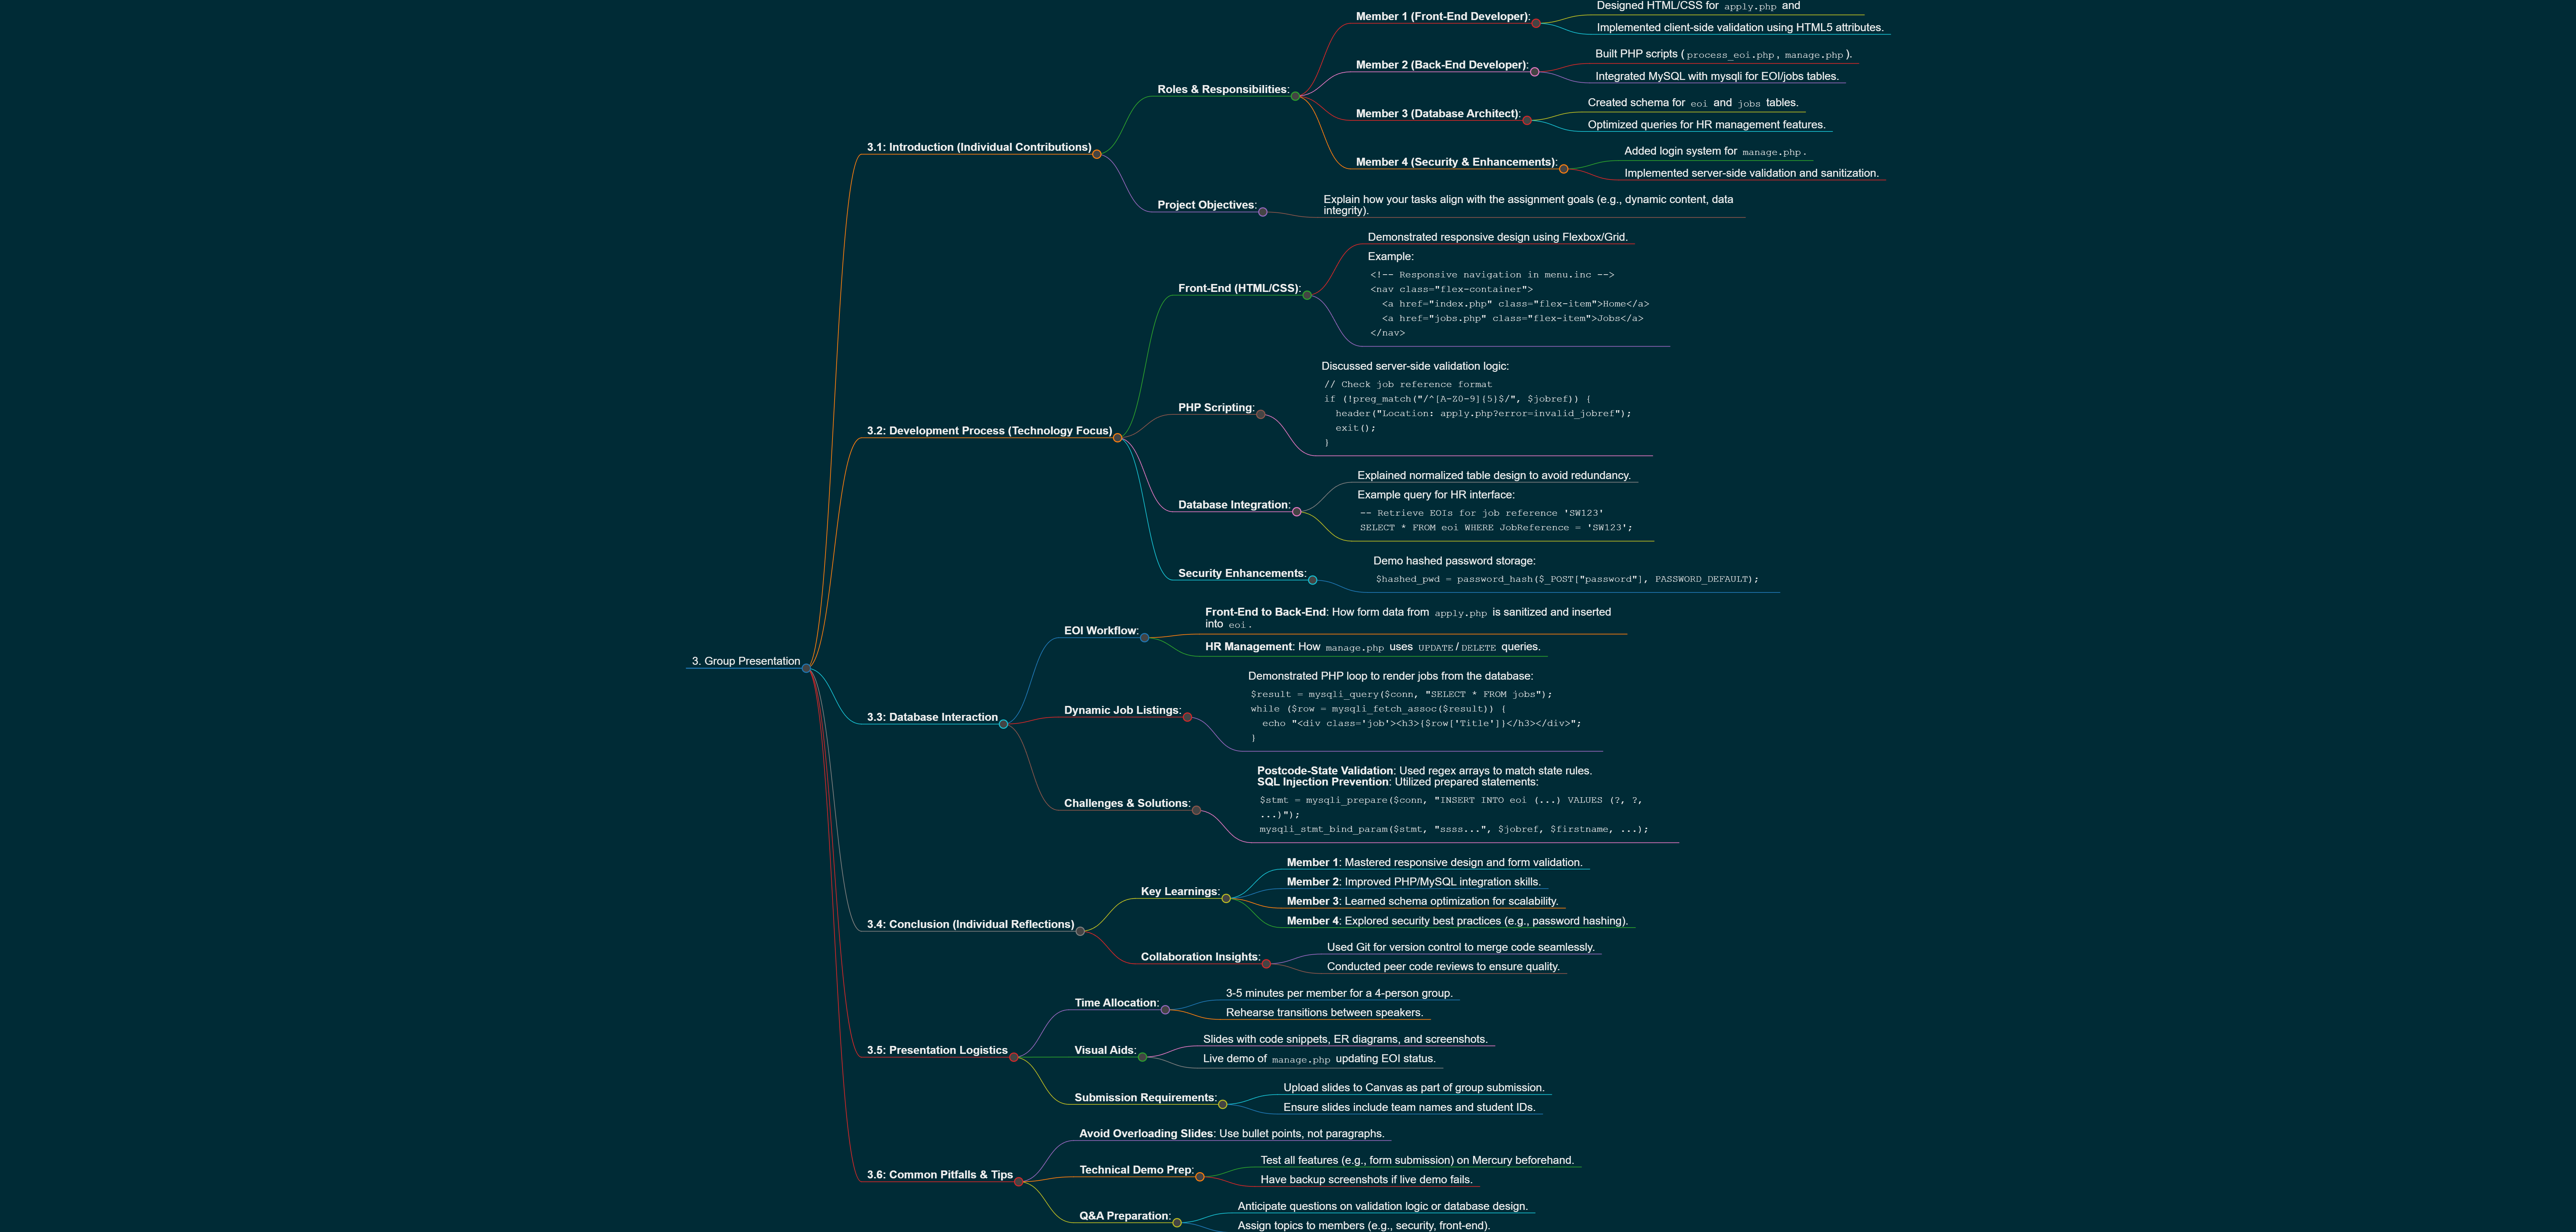 3. Group Presentation
3.1: Introduction (Individual Contributions)
Roles & Responsibilities:
Member 1 (Front-End Developer):
Designed HTML/CSS for apply.php and
Implemented client-side validation using HTML5 attributes.
Member 2 (Back-End Developer):
Built PHP scripts (process_eoi.php, manage.php).
Integrated MySQL with mysqli for EOI/jobs tables.
Member 3 (Database Architect):
Created schema for eoi and jobs tables.
Optimized queries for HR management features.
Member 4 (Security & Enhancements):
Added login system for manage.php.
Implemented server-side validation and sanitization.
Project Objectives:
Explain how your tasks align with the assignment goals (e.g., dynamic content, data
integrity).
3.2: Development Process (Technology Focus)
Front-End (HTML/CSS):
Demonstrated responsive design using Flexbox/Grid.
Example:
<!-- Responsive navigation in menu.inc -->
<nav class="flex-container">
  <a href="index.php" class="flex-item">Home</a>
  <a href="jobs.php" class="flex-item">Jobs</a>
</nav>
PHP Scripting:
Discussed server-side validation logic:
// Check job reference format
if (!preg_match("/^[A-Z0-9]{5}$/", $jobref)) {
  header("Location: apply.php?error=invalid_jobref");
  exit();
}
Database Integration:
Explained normalized table design to avoid redundancy.
Example query for HR interface:
-- Retrieve EOIs for job reference 'SW123'
SELECT * FROM eoi WHERE JobReference = 'SW123';
Security Enhancements:
Demo hashed password storage:
$hashed_pwd = password_hash($_POST["password"], PASSWORD_DEFAULT);
3.3: Database Interaction
EOI Workflow:
Front-End to Back-End: How form data from apply.php is sanitized and inserted
into eoi.
HR Management: How manage.php uses UPDATE/DELETE queries.
Dynamic Job Listings:
Demonstrated PHP loop to render jobs from the database:
$result = mysqli_query($conn, "SELECT * FROM jobs");
while ($row = mysqli_fetch_assoc($result)) {
  echo "<div class='job'><h3>{$row['Title']}</h3></div>";
}
Challenges & Solutions:
Postcode-State Validation: Used regex arrays to match state rules.
SQL Injection Prevention: Utilized prepared statements:
$stmt = mysqli_prepare($conn, "INSERT INTO eoi (...) VALUES (?, ?,
...)");
mysqli_stmt_bind_param($stmt, "ssss...", $jobref, $firstname, ...);
3.4: Conclusion (Individual Reflections)
Key Learnings:
Member 1: Mastered responsive design and form validation.
Member 2: Improved PHP/MySQL integration skills.
Member 3: Learned schema optimization for scalability.
Member 4: Explored security best practices (e.g., password hashing).
Collaboration Insights:
Used Git for version control to merge code seamlessly.
Conducted peer code reviews to ensure quality.
3.5: Presentation Logistics
Time Allocation:
3-5 minutes per member for a 4-person group.
Rehearse transitions between speakers.
Visual Aids:
Slides with code snippets, ER diagrams, and screenshots.
Live demo of manage.php updating EOI status.
Submission Requirements:
Upload slides to Canvas as part of group submission.
Ensure slides include team names and student IDs.
3.6: Common Pitfalls & Tips
Avoid Overloading Slides: Use bullet points, not paragraphs.
Technical Demo Prep:
Test all features (e.g., form submission) on Mercury beforehand.
Have backup screenshots if live demo fails.
Q&A Preparation:
Anticipate questions on validation logic or database design.
Assign topics to members (e.g., security, front-end).